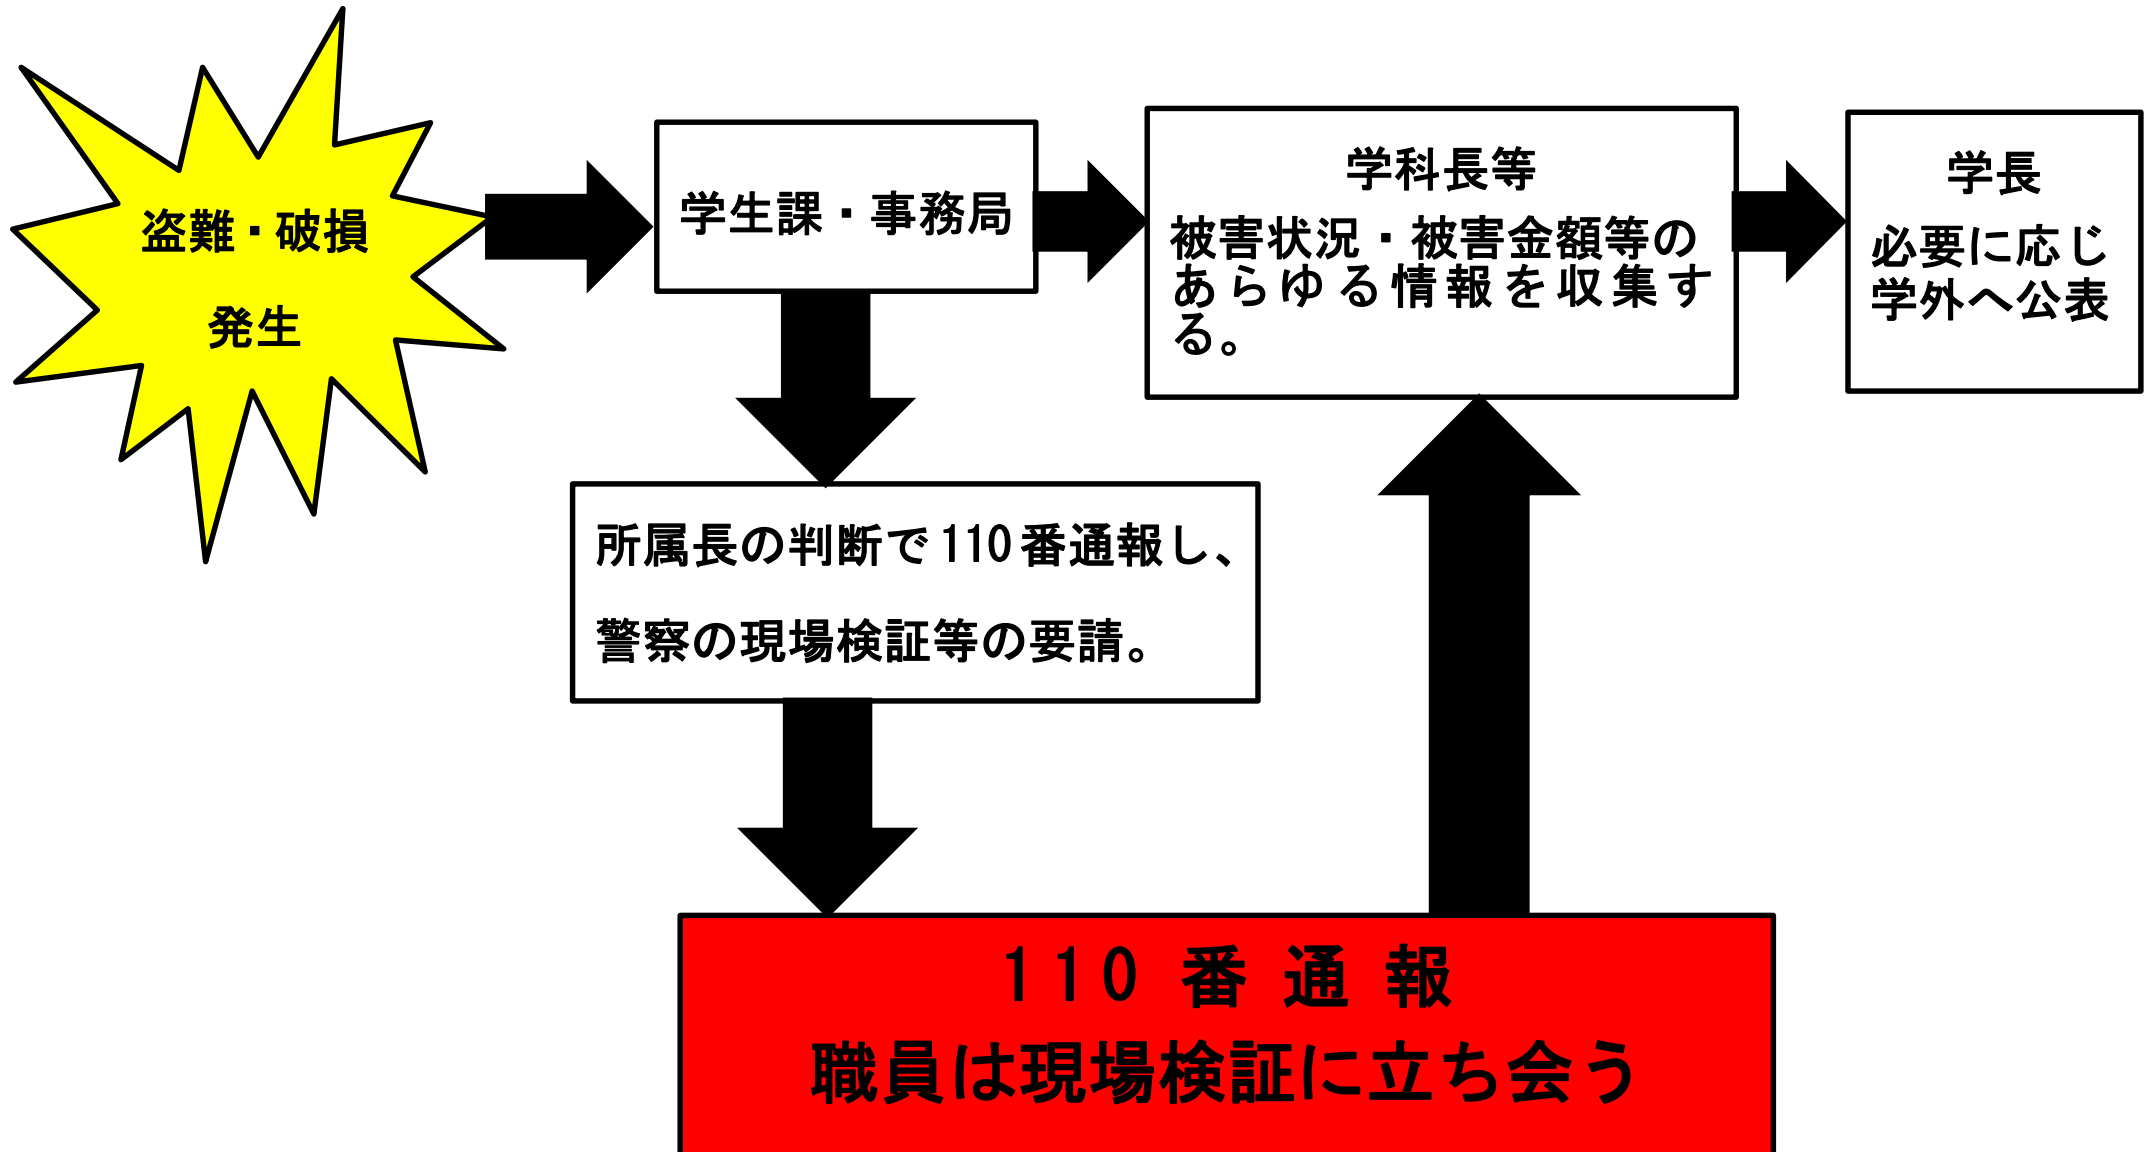 盗難・破損
発生
学生課・事務局
学科長等
被害状況・被害金額等の
あらゆる情報を収集す
る。
学長
必要に応じ
学外へ公表
所属長の判断で110番通報し、
警察の現場検証等の要請。
110 番 通 報
職員は現場検証に立ち会う